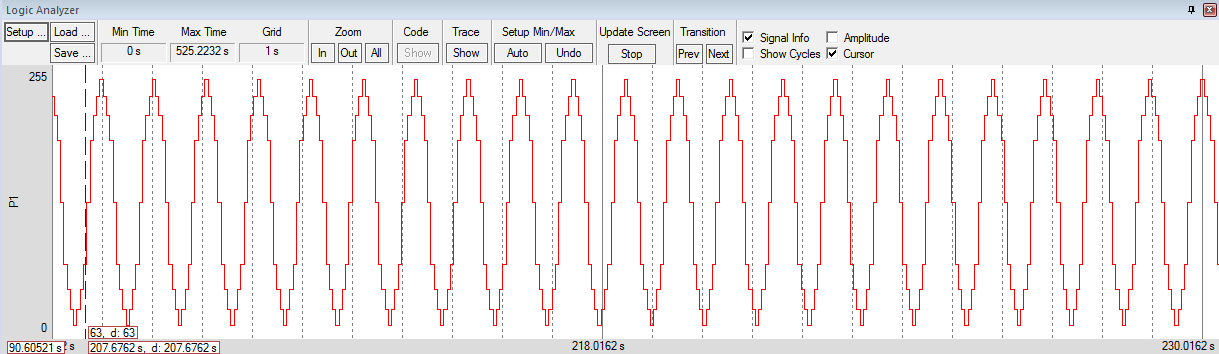 Logic Analyzer
Setup ... Load ... Min Time Max Time Grid Zoom Code Trace Setup Min/Max Update Screen Transition Signal Info Amplitude
Save ... 0 s 525.2232 s 1 s In Out All Show Show Auto Undo Stop Prev Next Show Cycles Cursor
255
P1
0
63, d: 63
90.60521 s 2 s 207.6762 s, d: 207.6762 s 218.0162 s 230.0162 s